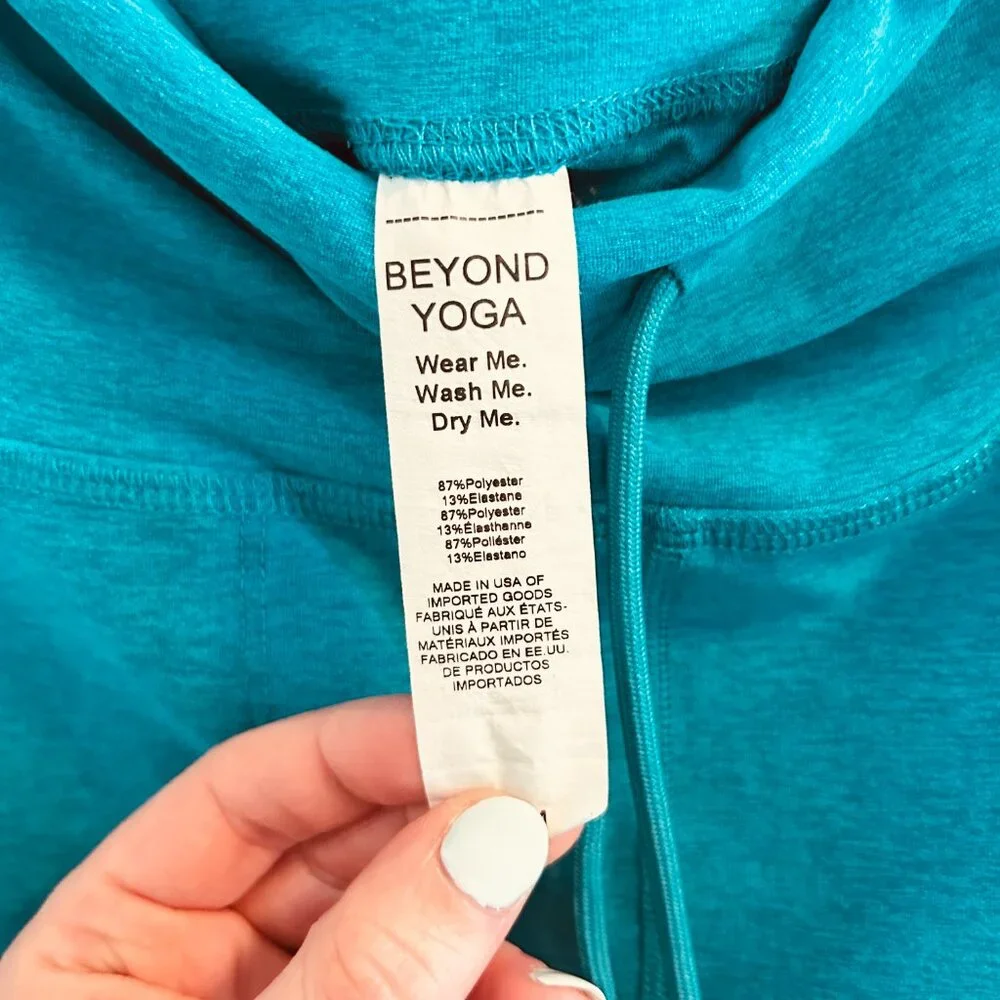 BEYOND
YOGA
Wear Me.
Wash Me.
Dry Me.
87%Polyester
13%Elastane
87%Polyester
13%Élasthanne
87%Poliéster
13%Elastano
MADE IN USA OF
IMPORTED GOODS
FABRIQUÉ AUX ÉTATS-
UNIS À PARTIR DE
MATÉRIAUX IMPORTÉS
FABRICADO EN EE.UU.
DE PRODUCTOS
IMPORTADOS